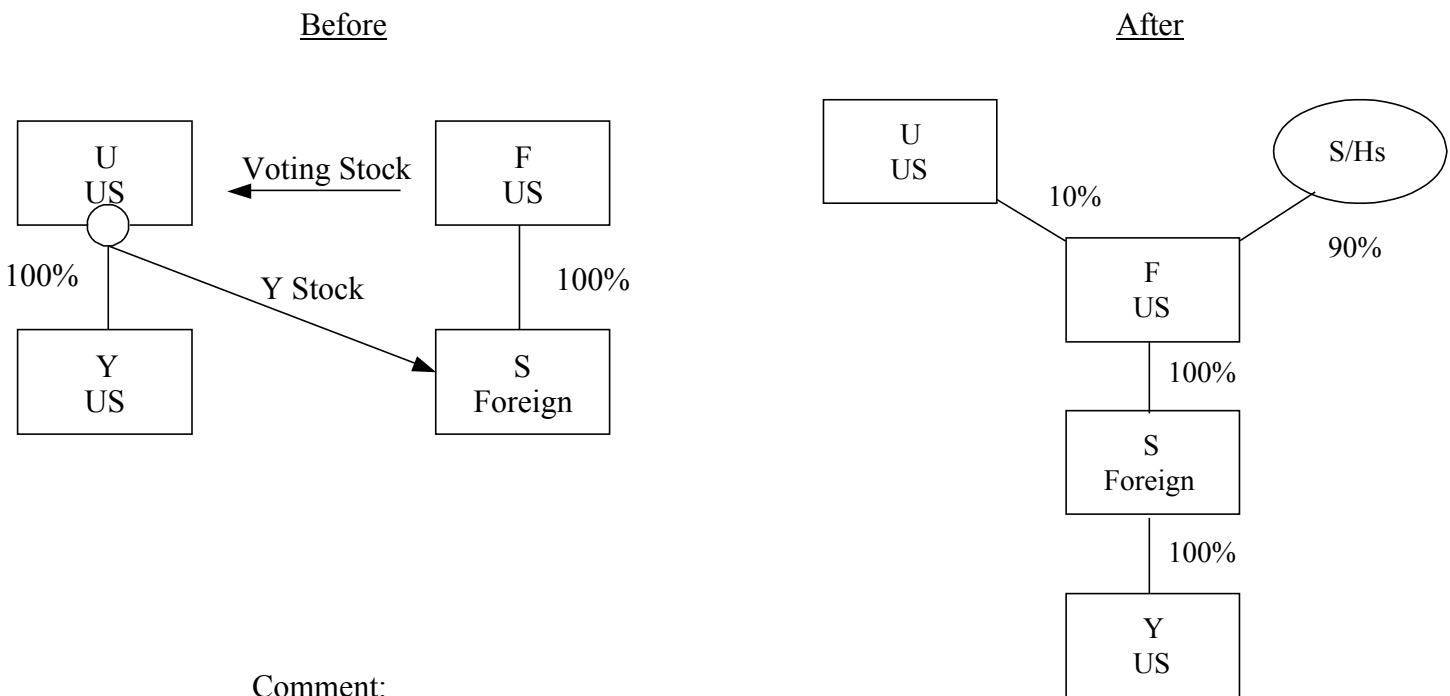 Before
U
US
Voting Stock
F
US
100%
Y Stock
100%
Y
US
S
Foreign
Comment:
After
U
US
S/Hs
10%
90%
F
US
100%
S
Foreign
100%
Y
US